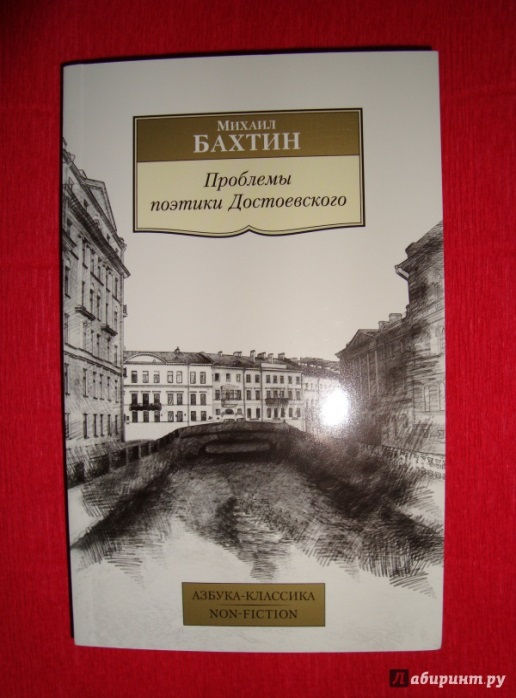 Михаил
БАХТИН
Проблемы
поэтики Достоевского
АЗБУКА-КЛАССИКА
NON-FICTION
Лабиринт.ру